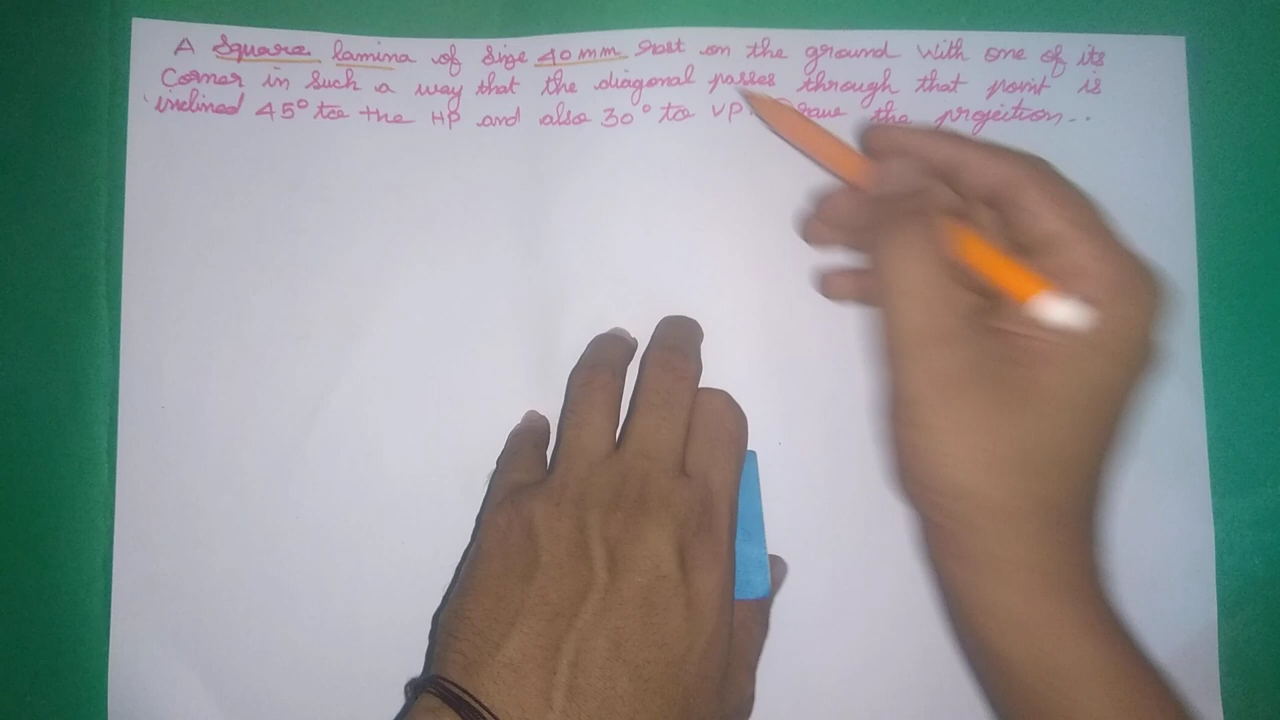 A Square lamina of size 40 mm rest on the ground with one of its
Corner in such a way that the diagonal passes through that point is
inclined 45° to the HP and also 30° to VP. the projection..